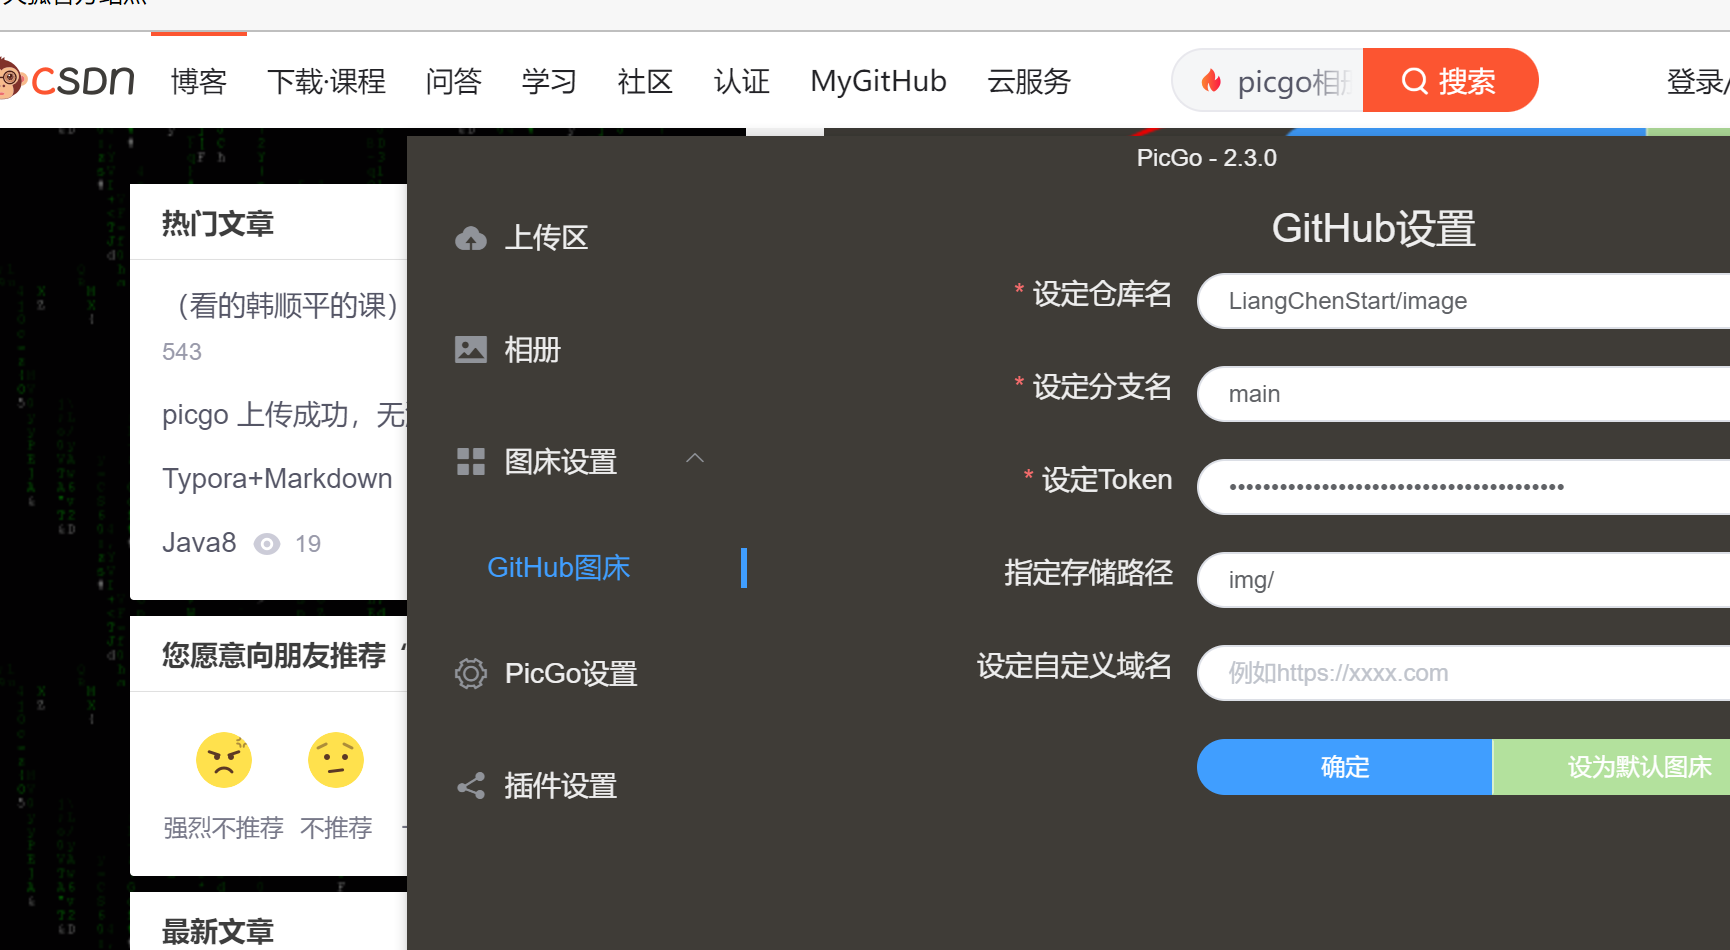 CSDN
博客 下载·课程 问答 学习 社区 认证 MyGitHub 云服务
picgo相
搜索
登录/
热门文章
（看的韩顺平的课）
543
picgo 上传成功，无
Typora+Markdown
Java8 19
您愿意向朋友推荐“
强烈不推荐 不推荐
最新文章
PicGo - 2.3.0
上传区
相册
图床设置
GitHub图床
PicGo设置
插件设置
GitHub设置
* 设定仓库名 LiangChenStart/image
* 设定分支名 main
* 设定Token ••••••••••••••••••••••••••••••••••••••••
指定存储路径 img/
设定自定义域名 例如https://xxxx.com
确定 设为默认图床